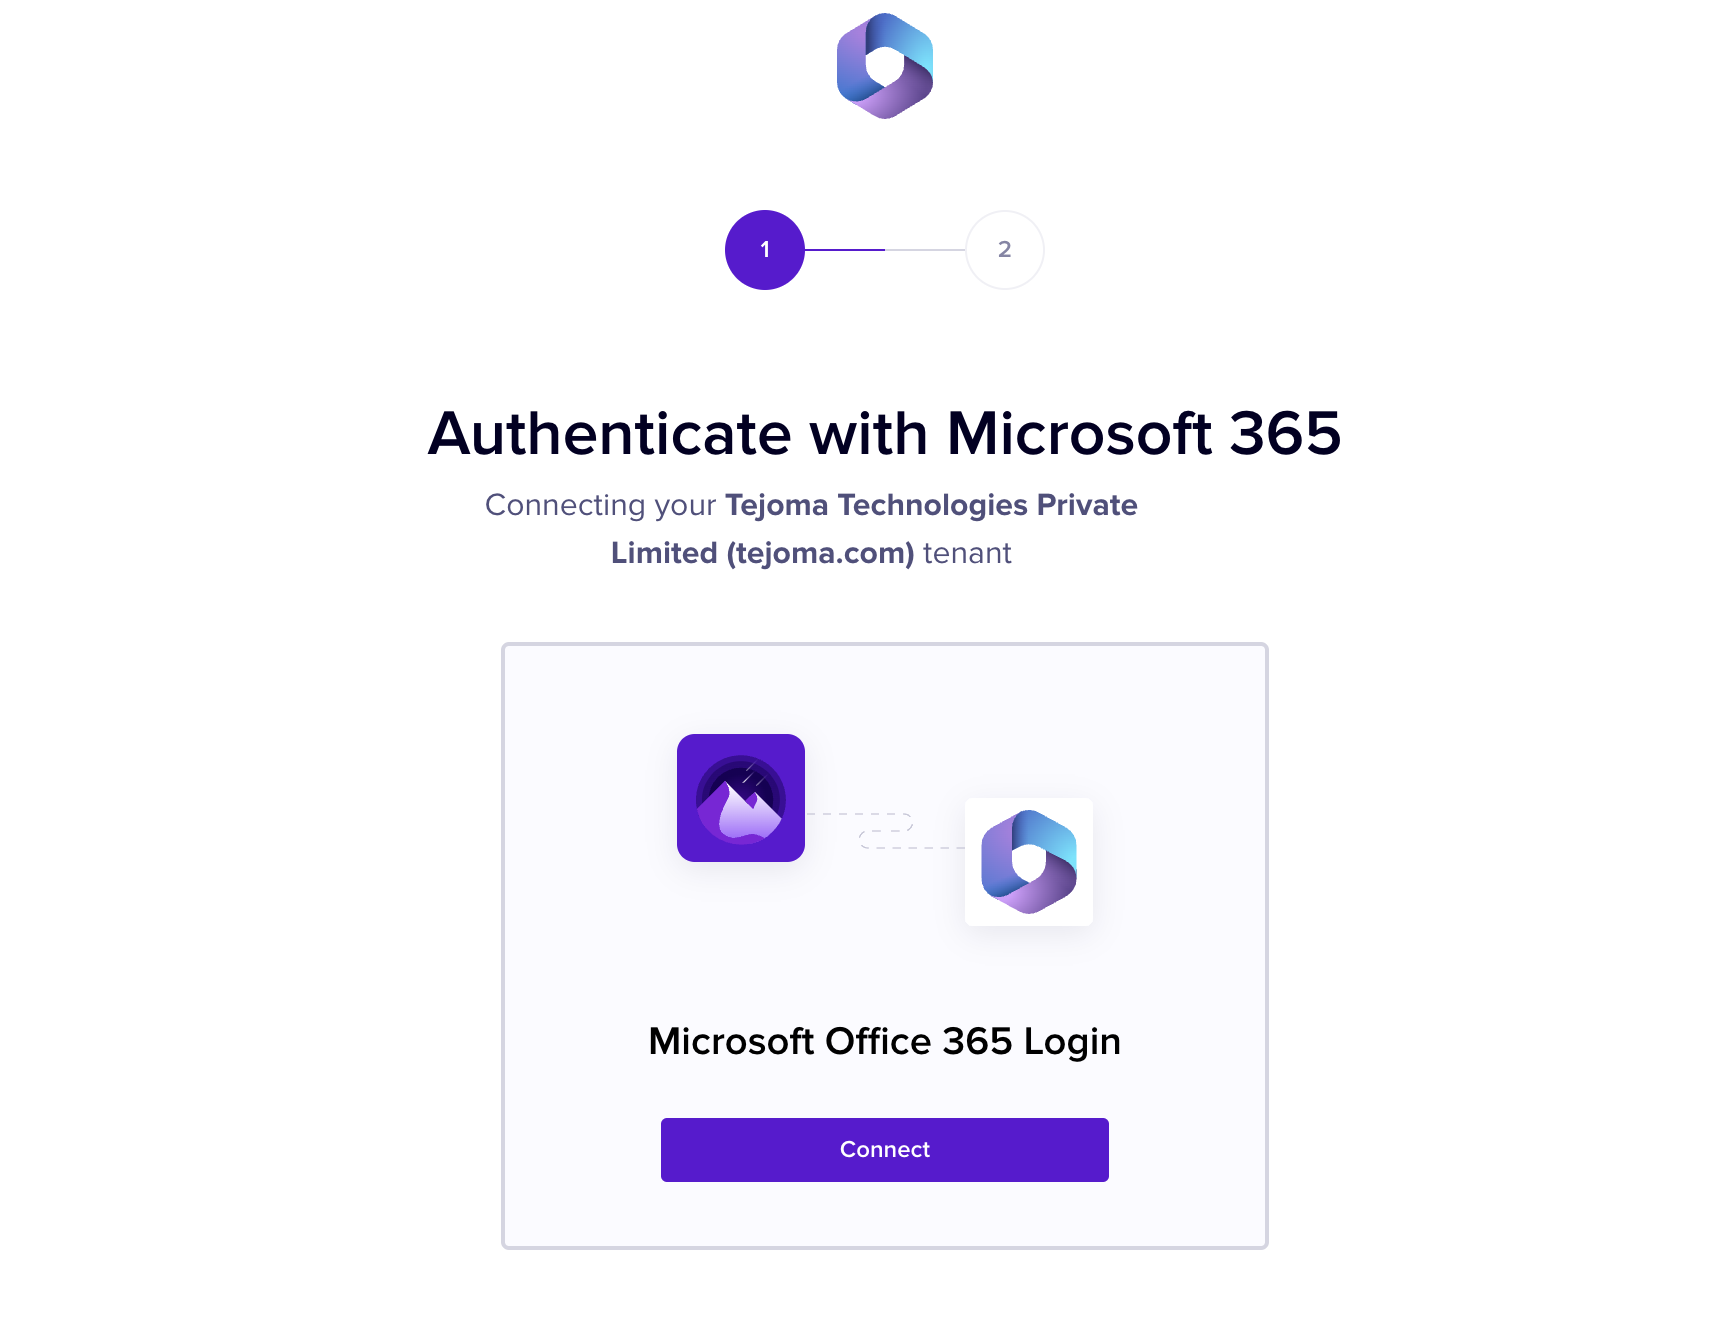 1
2
Authenticate with Microsoft 365
Connecting your Tejoma Technologies Private
Limited (tejoma.com) tenant
Microsoft Office 365 Login
Connect